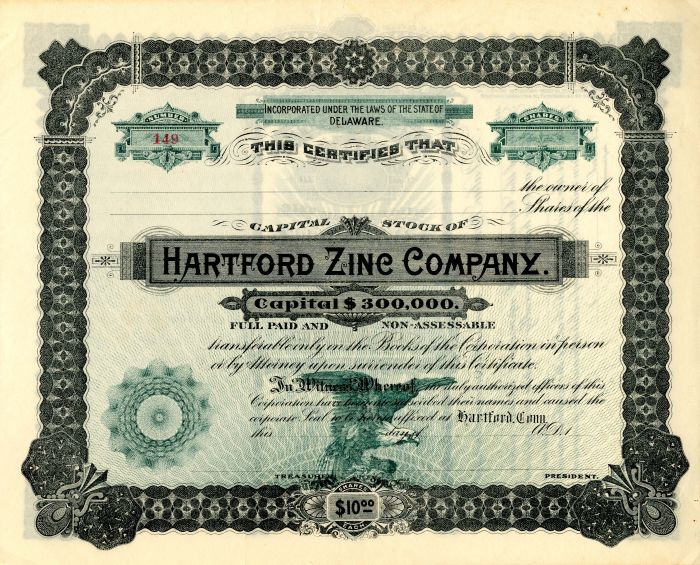 INCORPORATED UNDER THE LAWS OF THE STATE OF
DELAWARE.
NUMBER
149
SHARES
THIS CERTIFIES THAT
the owner of
Shares of the
CAPITAL STOCK OF
HARTFORD ZINC COMPANY.
Capital $300,000.
FULL PAID AND NON-ASSESSABLE
transferable only on the Books of the Corporation in person
or by Attorney upon surrender of this Certificate.
In Witness Whereof duly authorized officers of this
Corporation have hereunto subscribed their names and caused the
corporate Seal to be hereto affixed at Hartford, Conn.
this day of A.D. 1
TREASURER PRESIDENT.
SHARES
$10.00
EACH